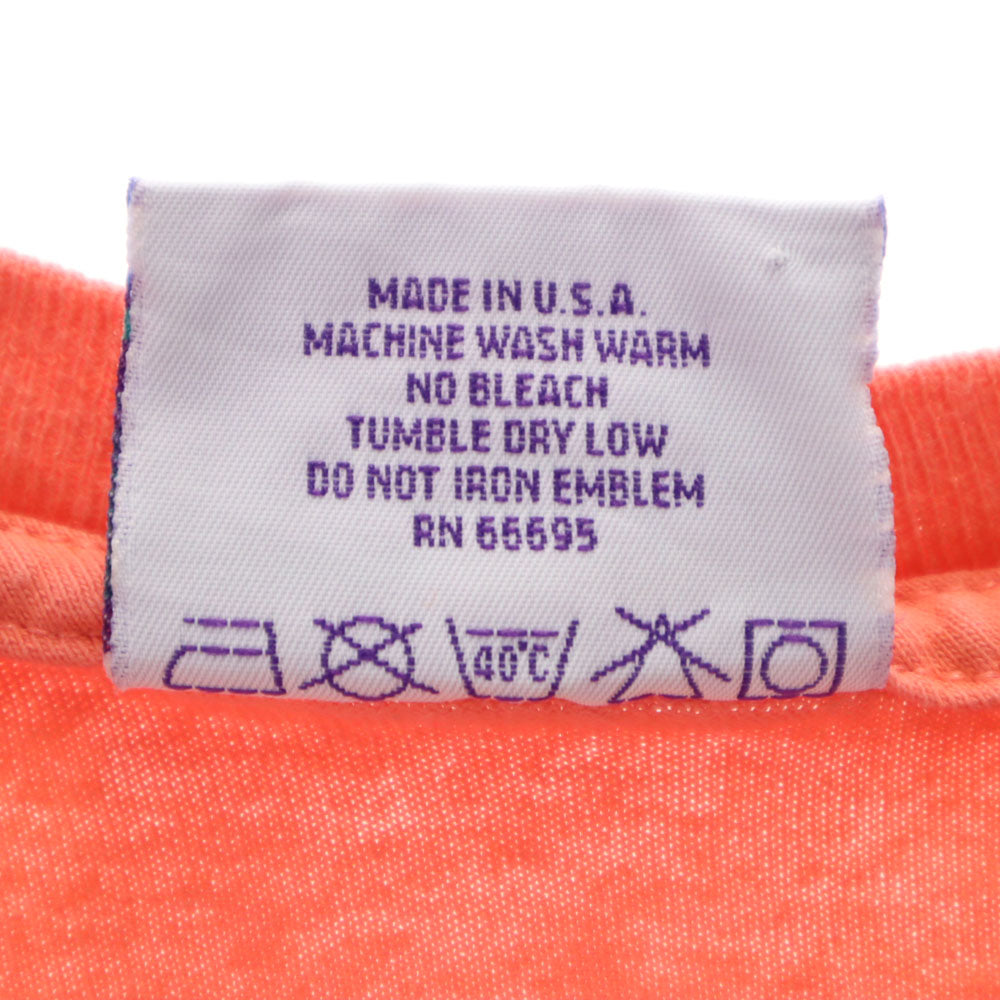 MADE IN U.S.A.
MACHINE WASH WARM
NO BLEACH
TUMBLE DRY LOW
DO NOT IRON EMBLEM
RN 66695
40°C